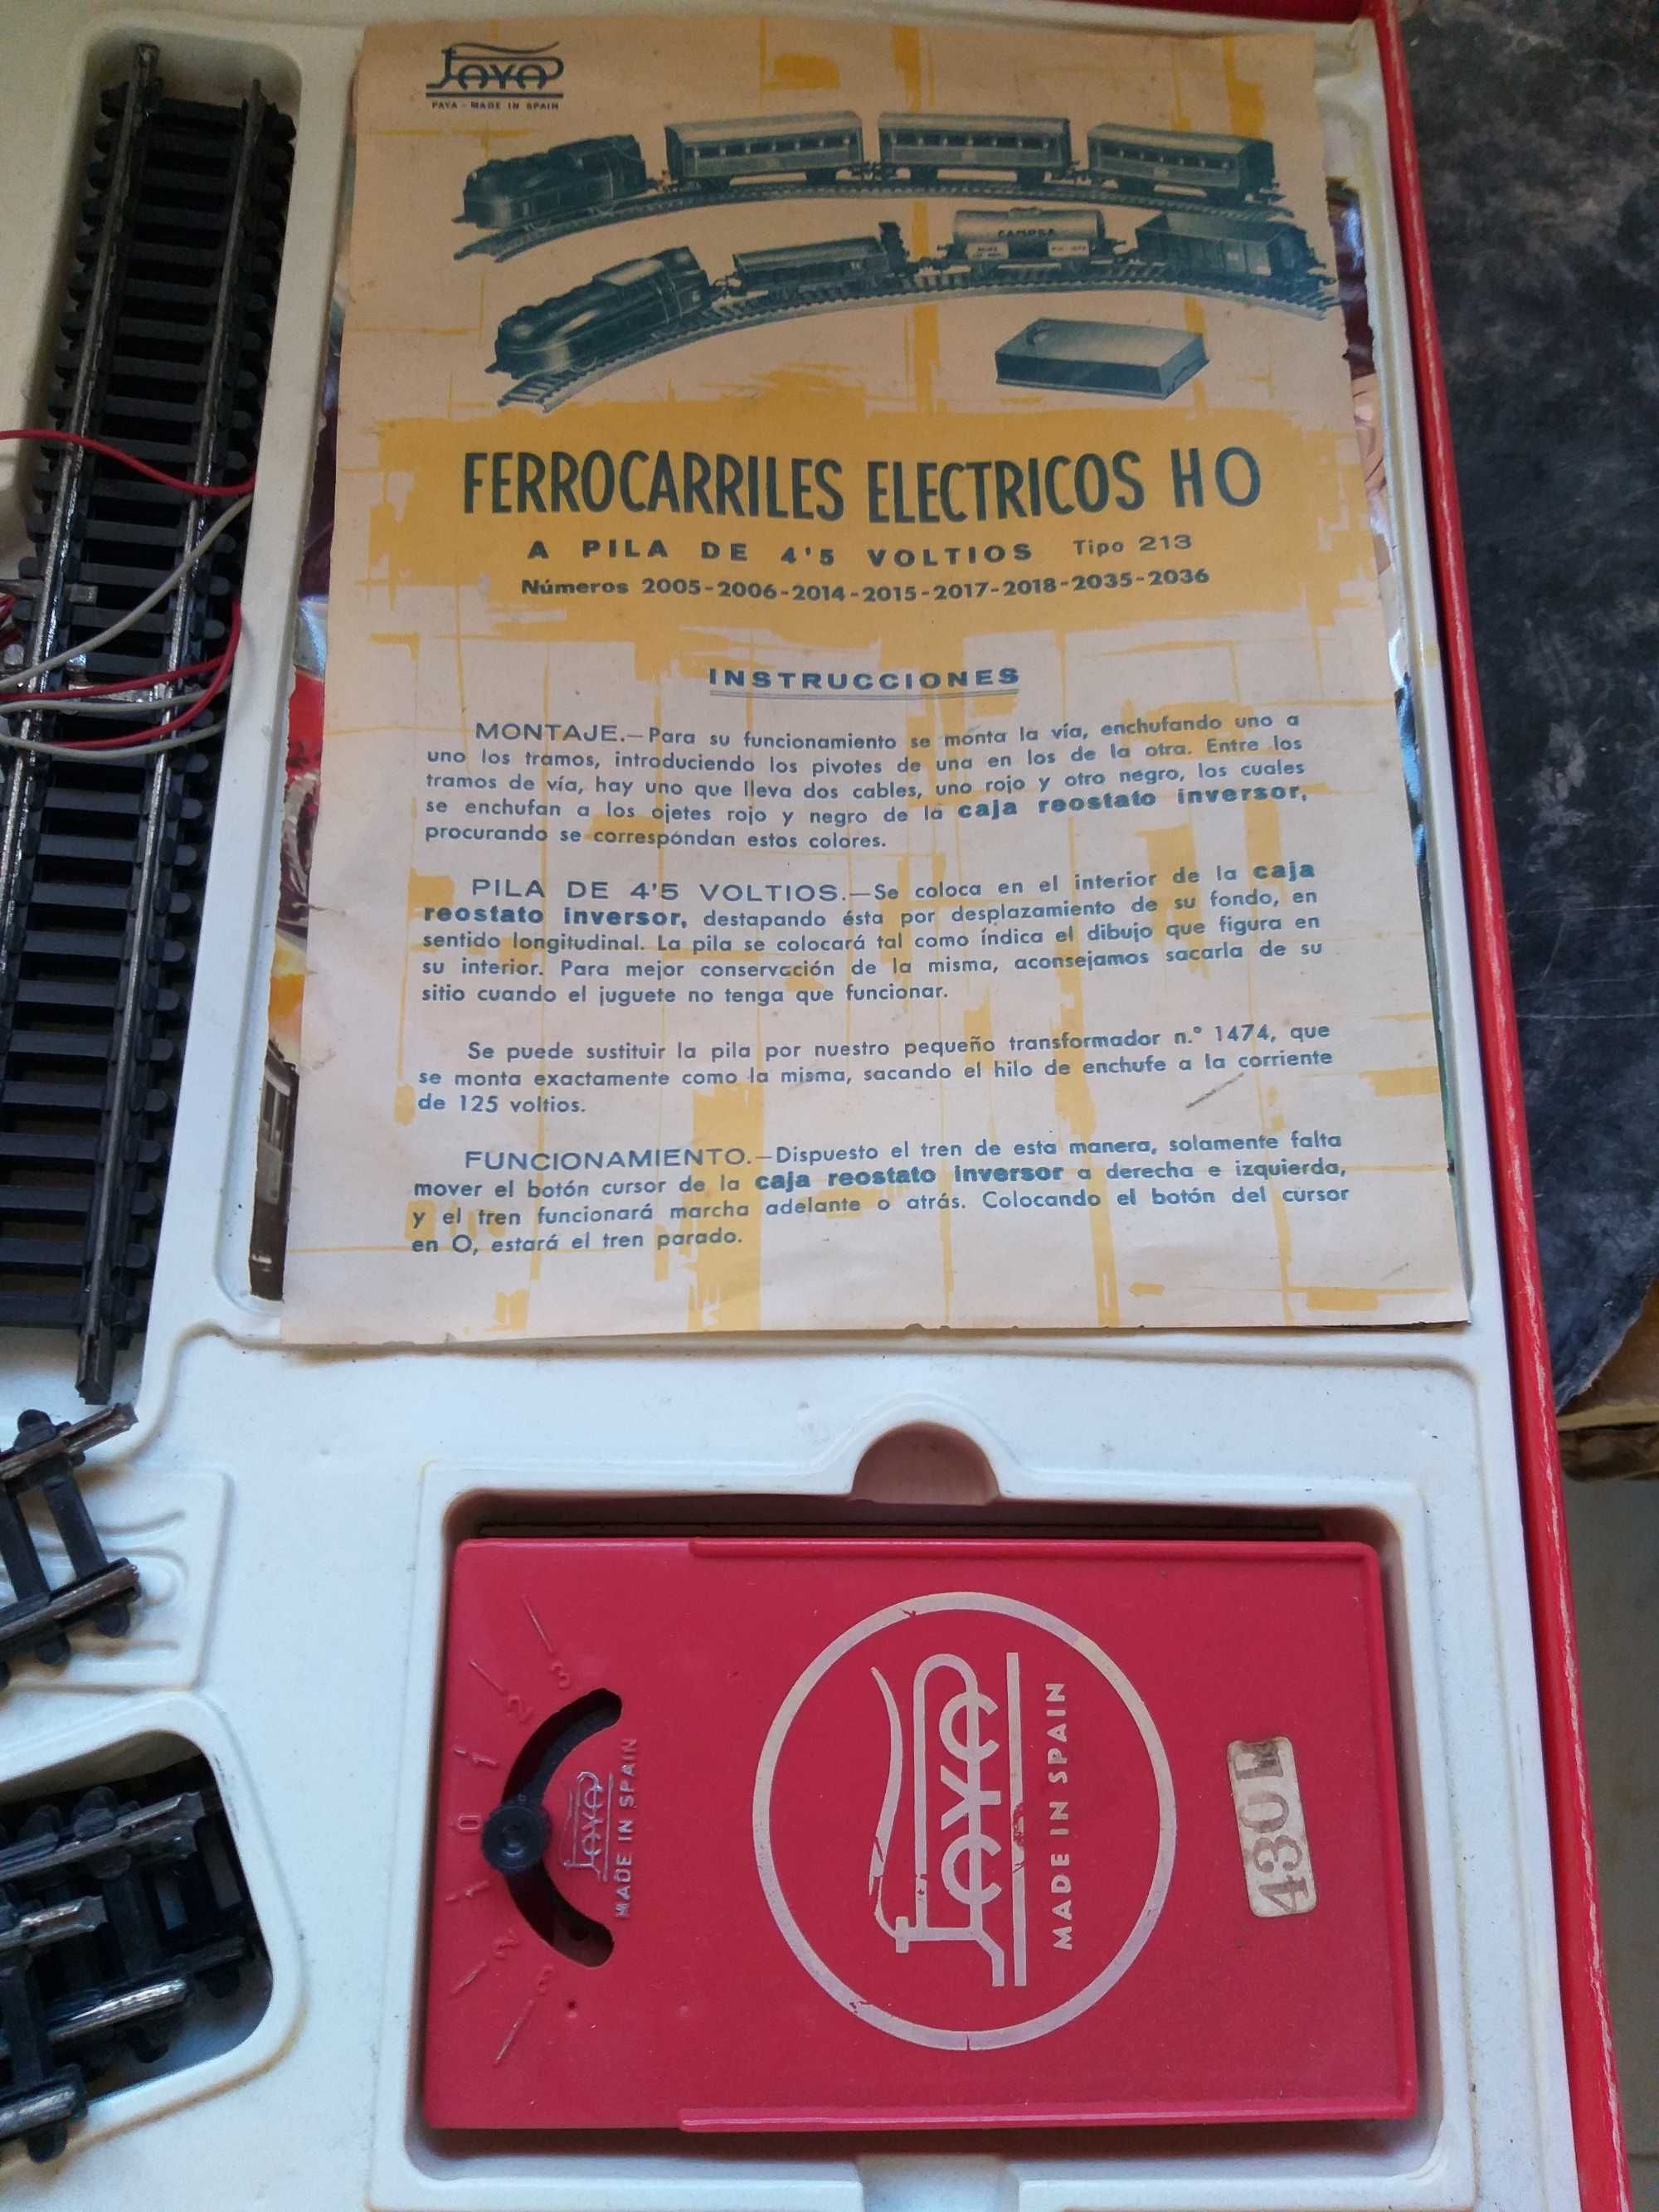 PAYA
PAYA - MADE IN SPAIN
CAMPSA
FERROCARRILES ELECTRICOS HO
A PILA DE 4'5 VOLTIOS Tipo 213
Números 2005-2006-2014-2015-2017-2018-2035-2036
INSTRUCCIONES
MONTAJE.—Para su funcionamiento se monta la vía, enchufando uno a
uno los tramos, introduciendo los pivotes de una en los de la otra. Entre los
tramos de vía, hay uno que lleva dos cables, uno rojo y otro negro, los cuales
se enchufan a los ojetes rojo y negro de la caja reostato inversor,
procurando se correspóndan estos colores.
PILA DE 4'5 VOLTIOS.—Se coloca en el interior de la caja
reostato inversor, destapando ésta por desplazamiento de su fondo, en
sentido longitudinal. La pila se colocará tal como índica el dibujo que figura en
su interior. Para mejor conservación de la misma, aconsejamos sacarla de su
sitio cuando el juguete no tenga que funcionar.
Se puede sustituir la pila por nuestro pequeño transformador n.º 1474, que
se monta exactamente como la misma, sacando el hilo de enchufe a la corriente
de 125 voltios.
FUNCIONAMIENTO.—Dispuesto el tren de esta manera, solamente falta
mover el botón cursor de la caja reostato inversor a derecha e izquierda,
y el tren funcionará marcha adelante o atrás. Colocando el botón del cursor
en O, estará el tren parado.
3 2 1 0 1 2 3
PAYA
MADE IN SPAIN
PAYA
MADE IN SPAIN
430